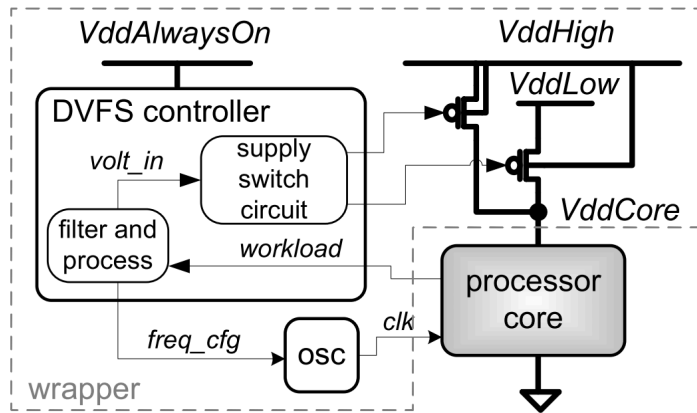 VddAlwaysOn
VddHigh
VddLow
DVFS controller
volt_in
supply
switch
circuit
filter and
process
workload
VddCore
processor
core
freq_cfg
osc
clk
wrapper